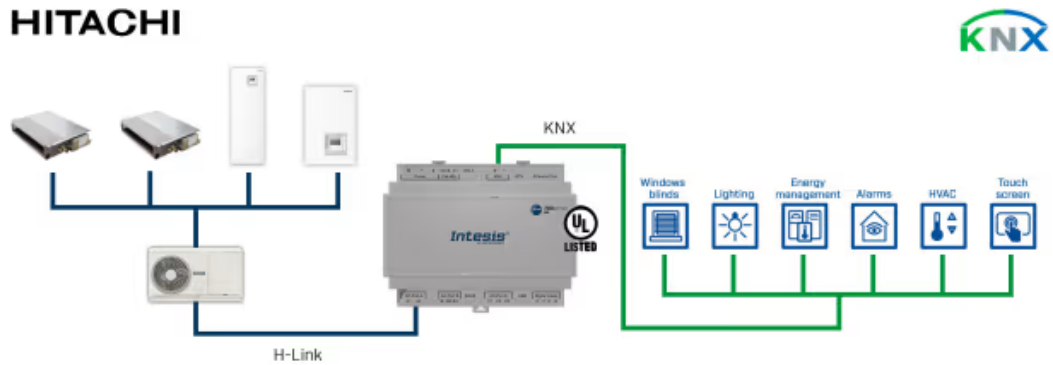 HITACHI
KNX
KNX
Windows
blinds
Lighting
Energy
management
Alarms
HVAC
Touch
screen
Intesis
UL
LISTED
H-Link